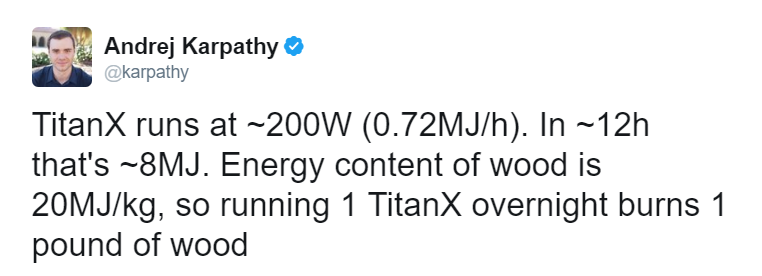 Andrej Karpathy
@karpathy
TitanX runs at ~200W (0.72MJ/h). In ~12h
that's ~8MJ. Energy content of wood is
20MJ/kg, so running 1 TitanX overnight burns 1
pound of wood